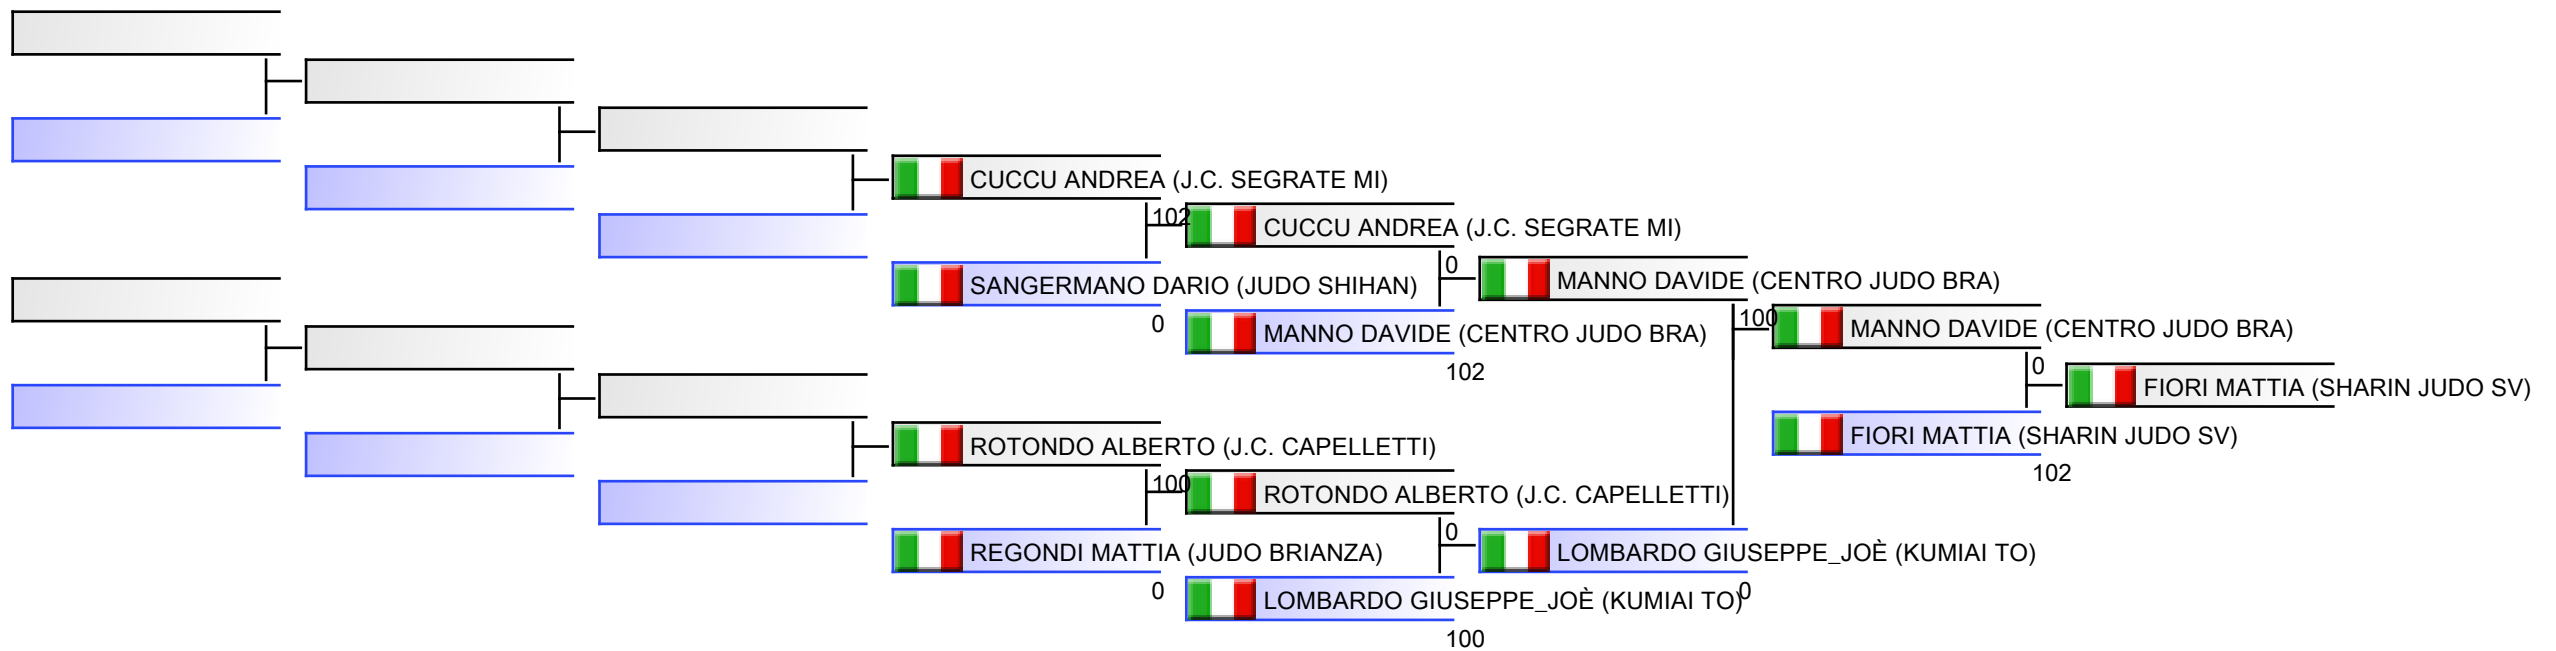 CUCCU ANDREA (J.C. SEGRATE MI)
102
CUCCU ANDREA (J.C. SEGRATE MI)
0
SANGERMANO DARIO (JUDO SHIHAN)
MANNO DAVIDE (CENTRO JUDO BRA)
0
MANNO DAVIDE (CENTRO JUDO BRA)
100
MANNO DAVIDE (CENTRO JUDO BRA)
102
0
FIORI MATTIA (SHARIN JUDO SV)
FIORI MATTIA (SHARIN JUDO SV)
102
ROTONDO ALBERTO (J.C. CAPELLETTI)
100
ROTONDO ALBERTO (J.C. CAPELLETTI)
0
REGONDI MATTIA (JUDO BRIANZA)
LOMBARDO GIUSEPPE_JOÈ (KUMIAI TO)
0
LOMBARDO GIUSEPPE_JOÈ (KUMIAI TO)
0
100